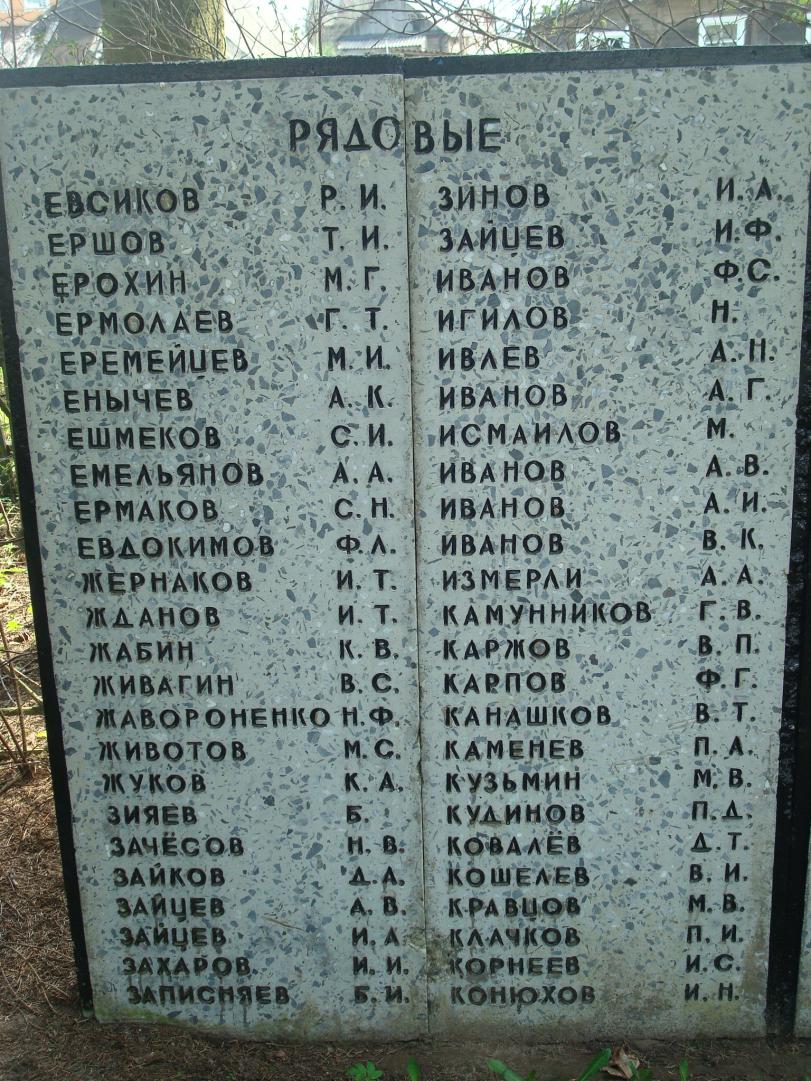 РЯДОВЫЕ
ЕВСИКОВ Р. И.
ЕРШОВ Т. И.
ЕРОХИН М. Г.
ЕРМОЛАЕВ Г. Т.
ЕРЕМЕЙЦЕВ М. И.
ЕНЫЧЕВ А. К.
ЕШМЕКОВ С. И.
ЕМЕЛЬЯНОВ А. А.
ЕРМАКОВ С. Н.
ЕВДОКИМОВ Ф. Л.
ЖЕРНАКОВ И. Т.
ЖДАНОВ И. Т.
ЖАБИН К. В.
ЖИВАГИН В. С.
ЖАВОРОНЕНКО Н. Ф.
ЖИВОТОВ М. С.
ЖУКОВ К. А.
ЗИЯЕВ Б.
ЗАЧЁСОВ Н. В.
ЗАЙКОВ Д. А.
ЗАЙЦЕВ А. В.
ЗАЙЦЕВ И. А
ЗАХАРОВ И. И.
ЗАПИСНЯЕВ Б. И.
ЗИНОВ И. А.
ЗАЙЦЕВ И. Ф.
ИВАНОВ Ф. С.
ИГИЛОВ Н.
ИВЛЕВ А. Н.
ИВАНОВ А. Г.
ИСМАИЛОВ М.
ИВАНОВ А. В.
ИВАНОВ А. И.
ИВАНОВ В. К.
ИЗМЕРЛИ А. А.
КАМУННИКОВ Г. В.
КАРЖОВ В. П.
КАРПОВ Ф. Г.
КАНАШКОВ В. Т.
КАМЕНЕВ П. А.
КУЗЬМИН М. В.
КУДИНОВ П. Д.
КОВАЛЁВ Д. Т.
КОШЕЛЕВ В. И.
КРАВЦОВ М. В.
КЛАЧКОВ П. И.
КОРНЕЕВ И. С.
КОНЮХОВ И. Н.